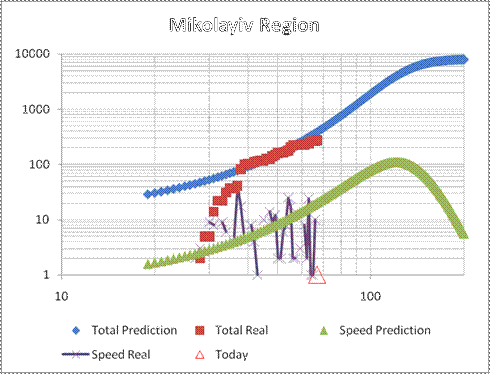 Mikolayiv Region
10000
1000
100
10
1
10 100
Total Prediction Total Real Speed Prediction
Speed Real Today